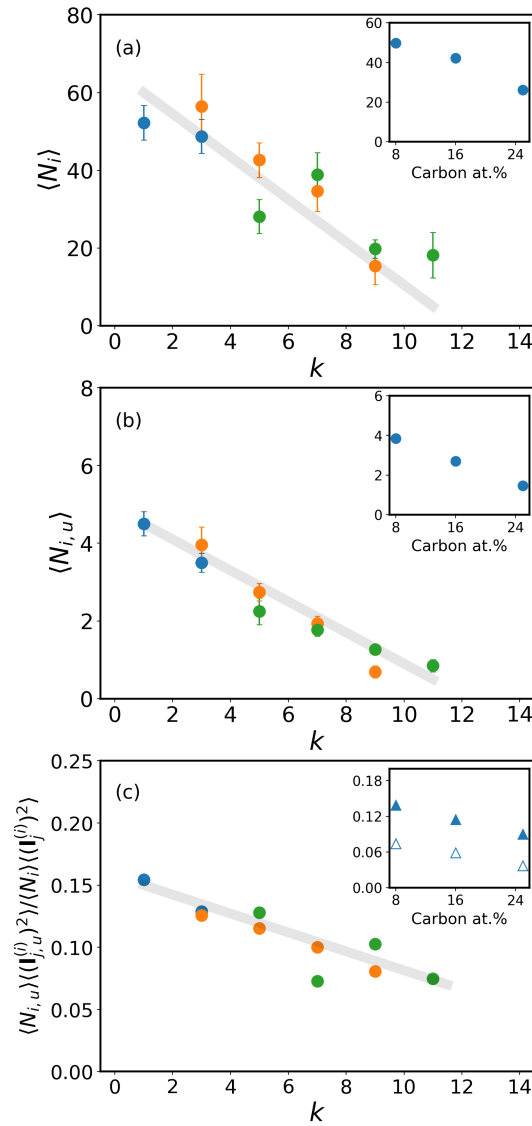 (a)
⟨N_i⟩
80
60
40
20
0
0 2 4 6 8 10 12 14
k
60
40
20
0
8 16 24
Carbon at.%
(b)
⟨N_{i,u}⟩
8
6
4
2
0
0 2 4 6 8 10 12 14
k
6
4
2
0
8 16 24
Carbon at.%
(c)
⟨N_{i,u}⟩⟨(I_{j,u}^{(i)})^2⟩/⟨N_i⟩⟨(I_j^{(i)})^2⟩
0.25
0.20
0.15
0.10
0.05
0.00
0 2 4 6 8 10 12 14
k
0.18
0.12
0.06
0.00
8 16 24
Carbon at.%